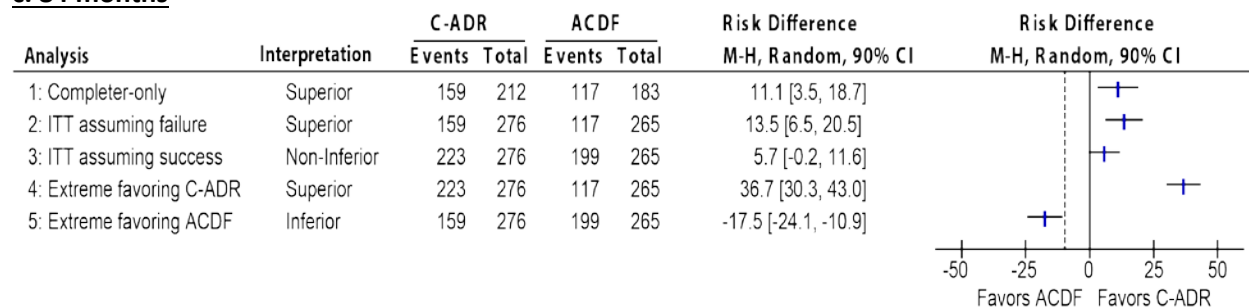 C-ADR ACDF Risk Difference Risk Difference
Analysis Interpretation Events Total Events Total M-H, Random, 90% CI M-H, Random, 90% CI
1: Completer-only Superior 159 212 117 183 11.1 [3.5, 18.7]
2: ITT assuming failure Superior 159 276 117 265 13.5 [6.5, 20.5]
3: ITT assuming success Non-Inferior 223 276 199 265 5.7 [-0.2, 11.6]
4: Extreme favoring C-ADR Superior 223 276 117 265 36.7 [30.3, 43.0]
5: Extreme favoring ACDF Inferior 159 276 199 265 -17.5 [-24.1, -10.9]
-50 -25 0 25 50
Favors ACDF Favors C-ADR